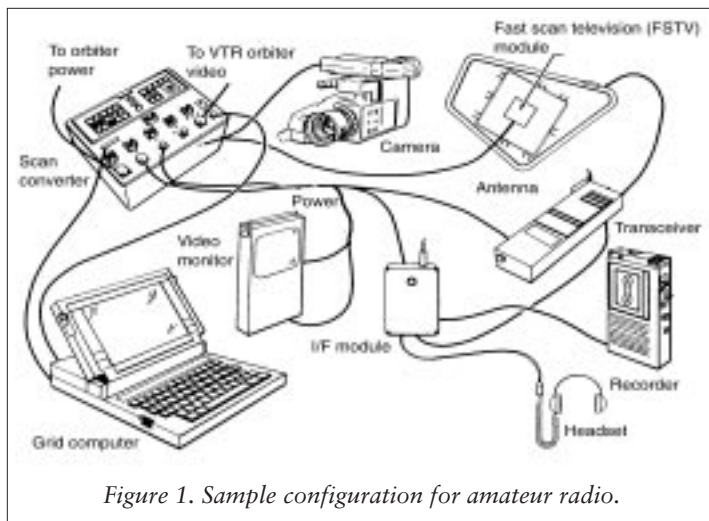 To orbiter
power
To VTR orbiter
video
Fast scan television (FSTV)
module
Camera
Scan
converter
Antenna
Power
Transceiver
Video
monitor
I/F module
Recorder
Headset
Grid computer
Figure 1. Sample configuration for amateur radio.